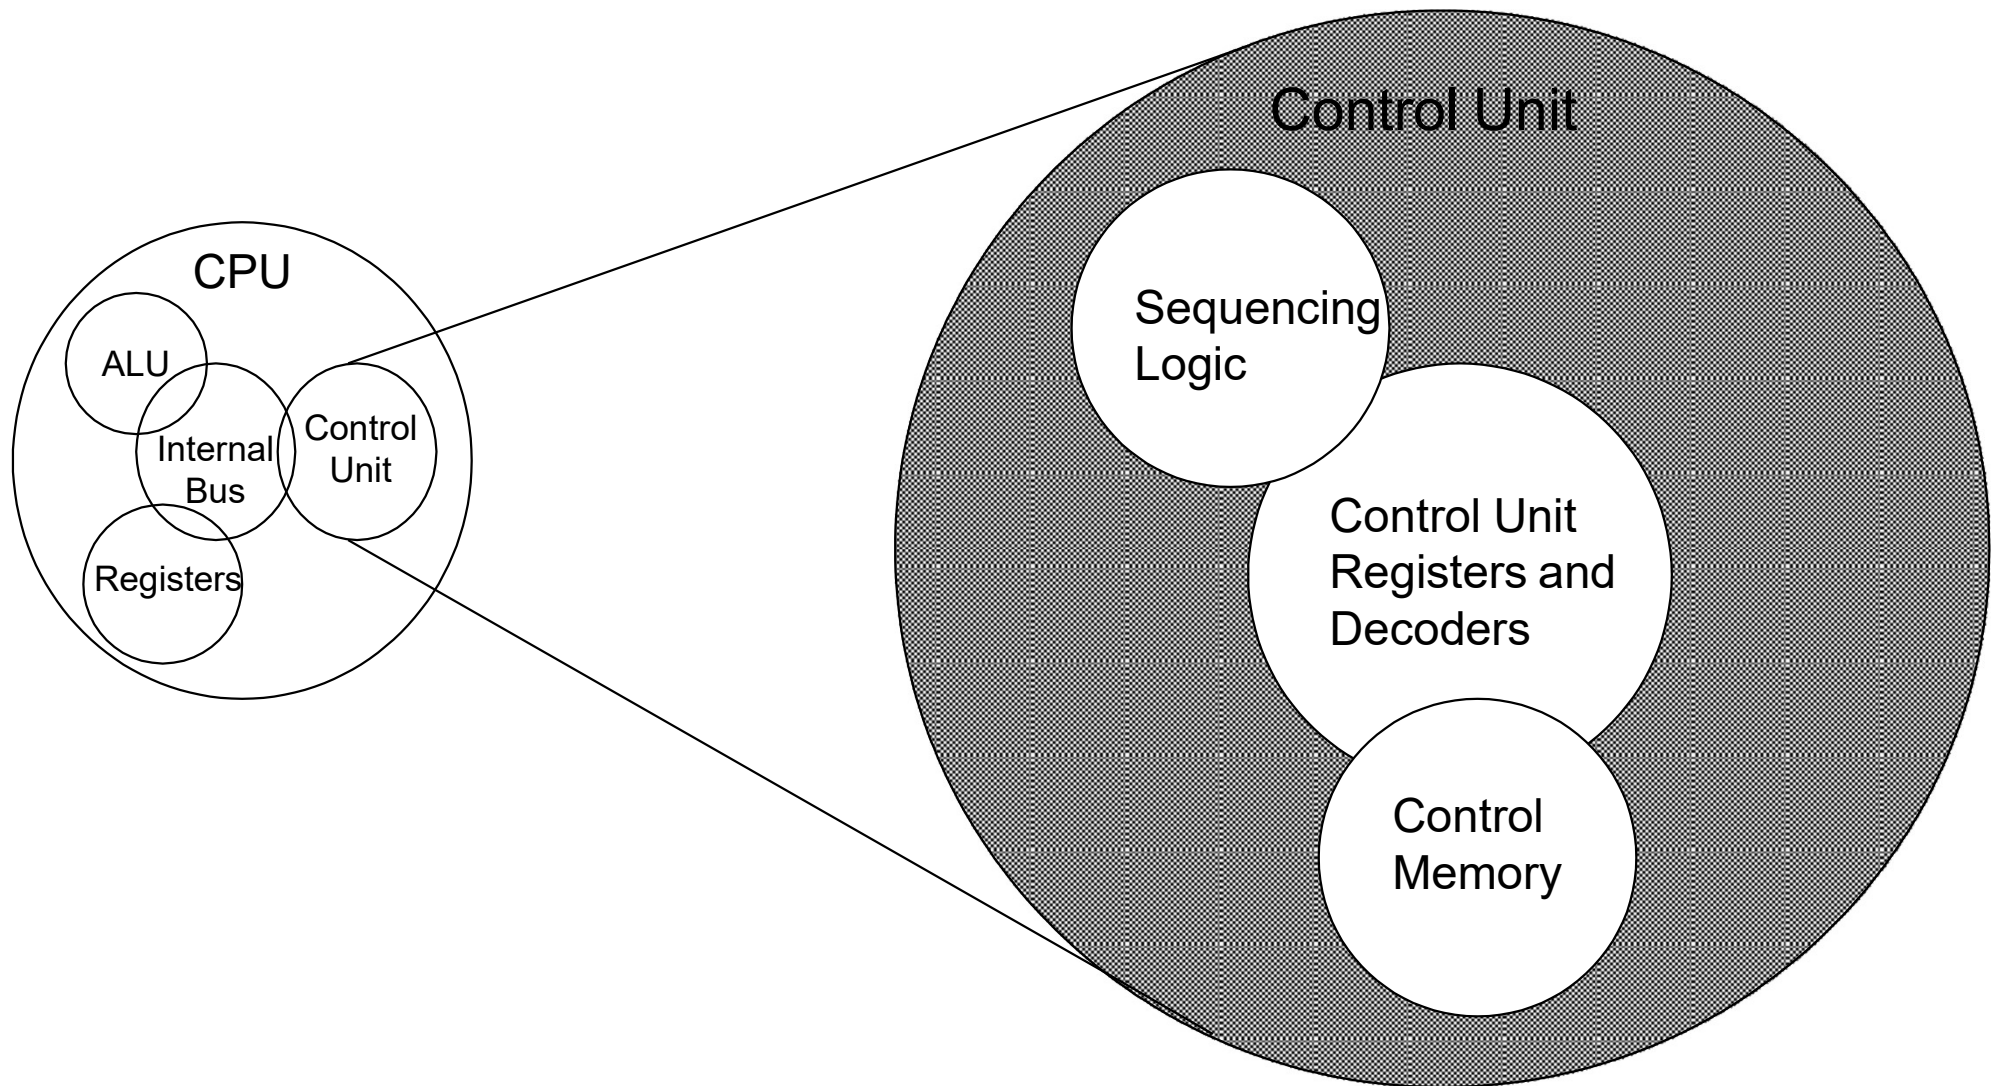 CPU
ALU
Internal
Bus
Control
Unit
Registers
Control Unit
Sequencing
Logic
Control Unit
Registers and
Decoders
Control
Memory